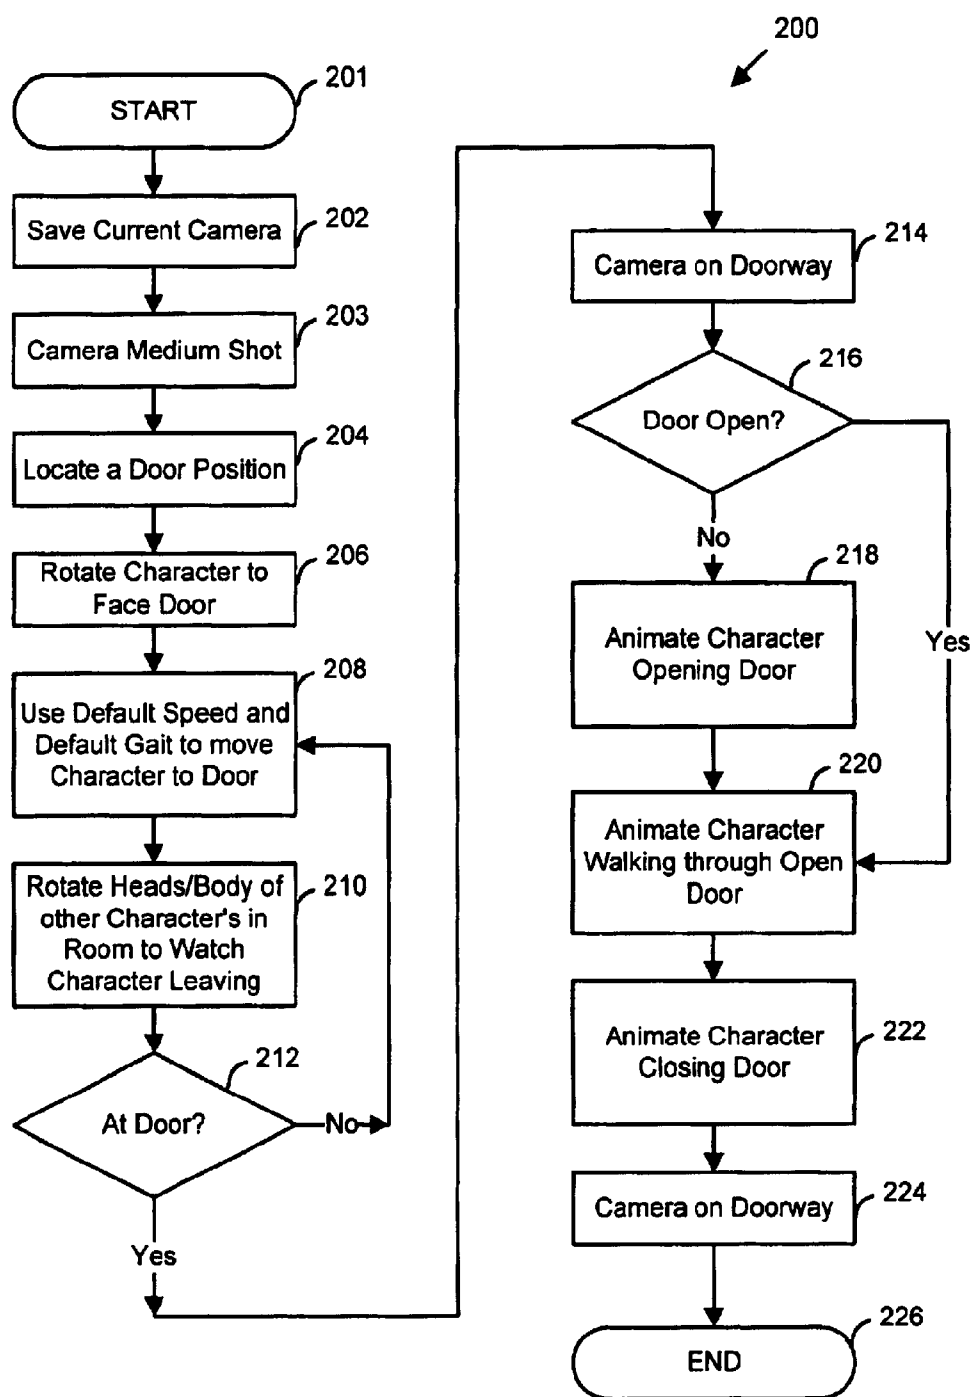 200
START
201
Save Current Camera
202
Camera Medium Shot
203
Locate a Door Position
204
Rotate Character to
Face Door
206
Use Default Speed and
Default Gait to move
Character to Door
208
Rotate Heads/Body of
other Character's in
Room to Watch
Character Leaving
210
At Door?
212
No
Yes
Camera on Doorway
214
Door Open?
216
No
Yes
Animate Character
Opening Door
218
Animate Character
Walking through Open
Door
220
Animate Character
Closing Door
222
Camera on Doorway
224
END
226